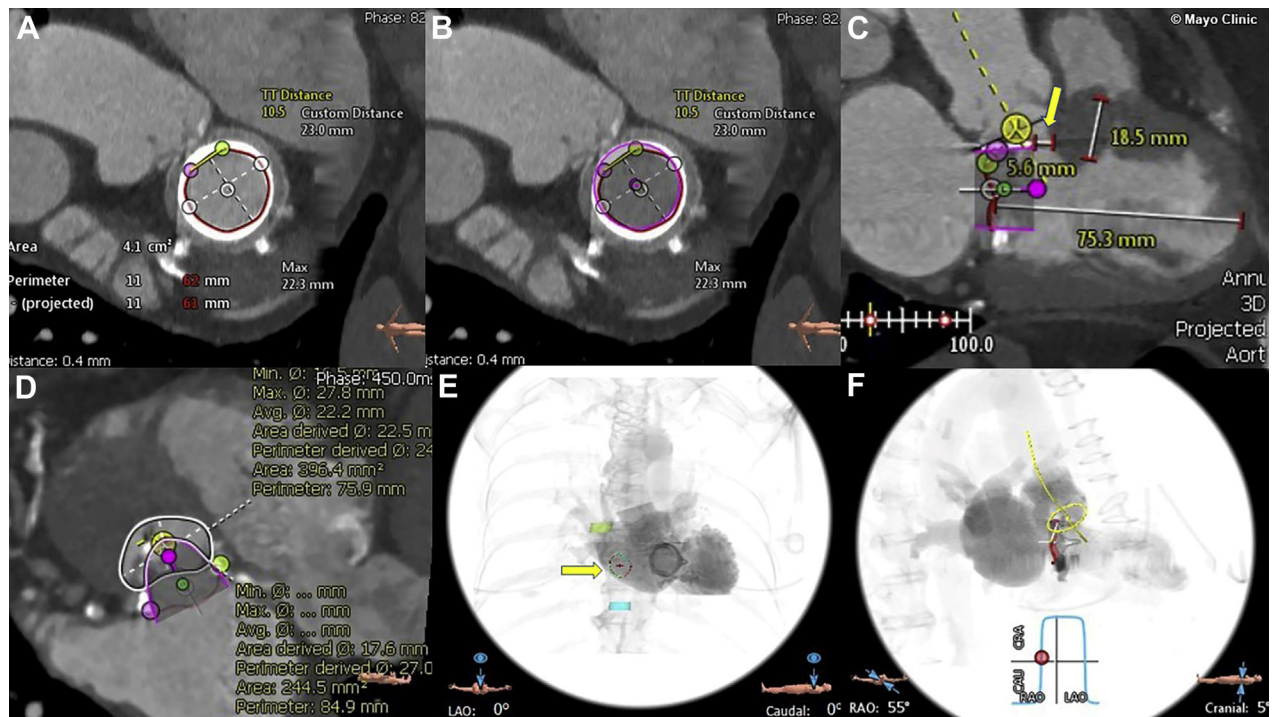 A
Phase: 82
TT Distance
10.5
Custom Distance
23.0 mm
Area
4.1 cm²
Perimeter
11
62 mm
(projected)
11
61 mm
Max
22.3 mm
istance: 0.4 mm
B
Phase: 82
TT Distance
10.5
Custom Distance
23.0 mm
Max
22.3 mm
istance: 0.4 mm
C
© Mayo Clinic
18.5 mm
5.6 mm
75.3 mm
100.0
Annu
3D
Projected
Aort
D
Phase: 450.0ms
Min. Ø:
Max. Ø: 27.8 mm
Avg. Ø: 22.2 mm
Area derived Ø: 22.5 m
Perimeter derived Ø: 24
Area: 396.4 mm²
Perimeter: 75.9 mm
Min. Ø: ... mm
Max. Ø: ... mm
Avg. Ø: ... mm
Area derived Ø: 17.6 mm
Perimeter derived Ø: 27.0
Area: 244.5 mm²
Perimeter: 84.9 mm
E
LAO: 0°
Caudal: 0°
F
CRA
CAU
RAO
LAO
RAO: 55°
Cranial: 5°